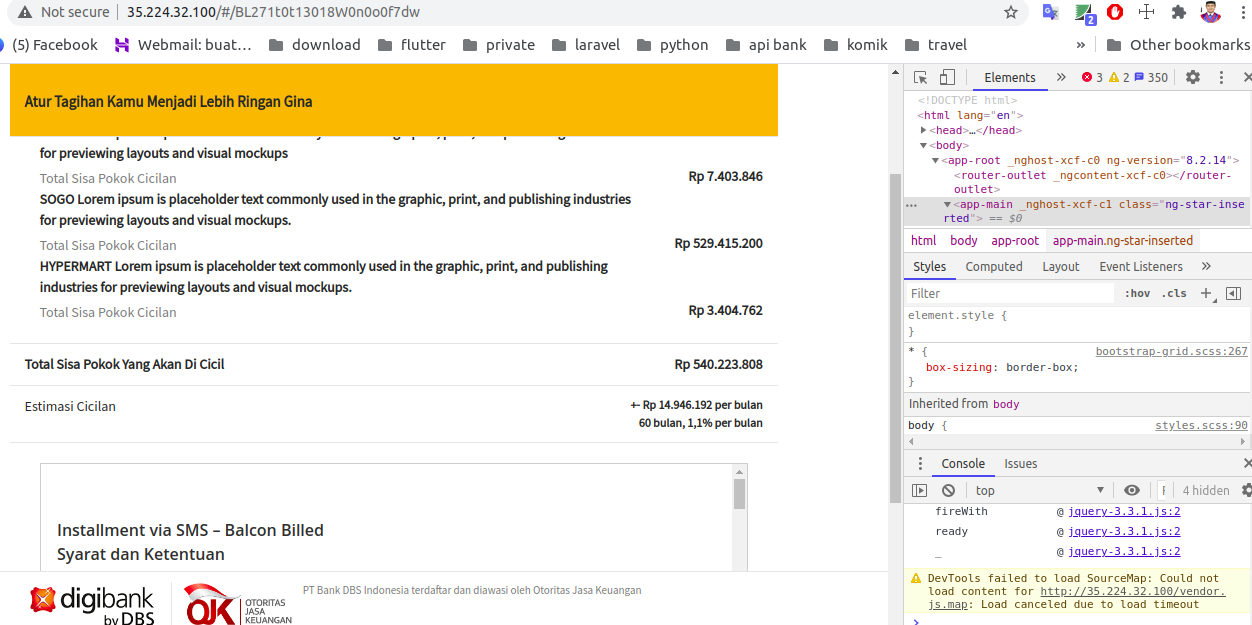 Not secure | 35.224.32.100/#/BL271t0t13018W0n0o0f7dw
2
(5) Facebook
Webmail: buat…
download
flutter
private
laravel
python
api bank
komik
travel
»
Other bookmarks
Atur Tagihan Kamu Menjadi Lebih Ringan Gina
for previewing layouts and visual mockups
Total Sisa Pokok Cicilan
Rp 7.403.846
SOGO Lorem ipsum is placeholder text commonly used in the graphic, print, and publishing industries
for previewing layouts and visual mockups.
Total Sisa Pokok Cicilan
Rp 529.415.200
HYPERMART Lorem ipsum is placeholder text commonly used in the graphic, print, and publishing
industries for previewing layouts and visual mockups.
Total Sisa Pokok Cicilan
Rp 3.404.762
Total Sisa Pokok Yang Akan Di Cicil
Rp 540.223.808
Estimasi Cicilan
+- Rp 14.946.192 per bulan
60 bulan, 1,1% per bulan
Installment via SMS – Balcon Billed
Syarat dan Ketentuan
digibank
by DBS
OJK
OTORITAS
JASA
KEUANGAN
PT Bank DBS Indonesia terdaftar dan diawasi oleh Otoritas Jasa Keuangan
Elements
»
3
2
350
<!DOCTYPE html>
<html lang="en">
<head>…</head>
<body>
<app-root _nghost-xcf-c0 ng-version="8.2.14">
<router-outlet _ngcontent-xcf-c0></router-
outlet>
<app-main _nghost-xcf-c1 class="ng-star-inse
rted"> == $0
html
body
app-root
app-main.ng-star-inserted
Styles
Computed
Layout
Event Listeners
»
Filter
:hov
.cls
+
element.style {
}
* {
bootstrap-grid.scss:267
box-sizing: border-box;
}
Inherited from body
body {
styles.scss:90
Console
Issues
top
4 hidden
fireWith
@ jquery-3.3.1.js:2
ready
@ jquery-3.3.1.js:2
_
@ jquery-3.3.1.js:2
DevTools failed to load SourceMap: Could not
load content for http://35.224.32.100/vendor.
js.map: Load canceled due to load timeout